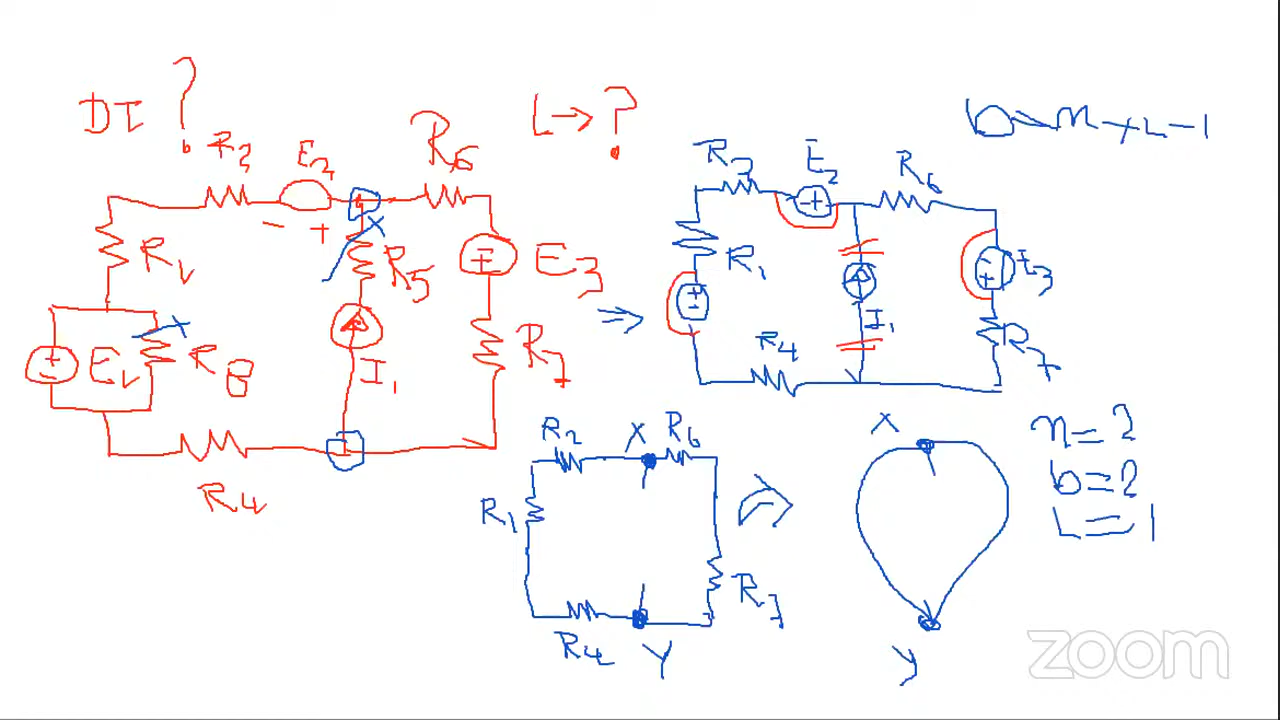 DT ?
L → ?
b = n + L - 1
R2
E2
R6
- +
R1
X
R5
± E3
X
± E1
R8
I1
R7
R4
⇒
R2
E2
R6
+
R1
±
I1
E3
R4
R7
R2
X
R6
R1
R4
Y
R7
X
Y
n = 2
b = 2
L = 1
zoom